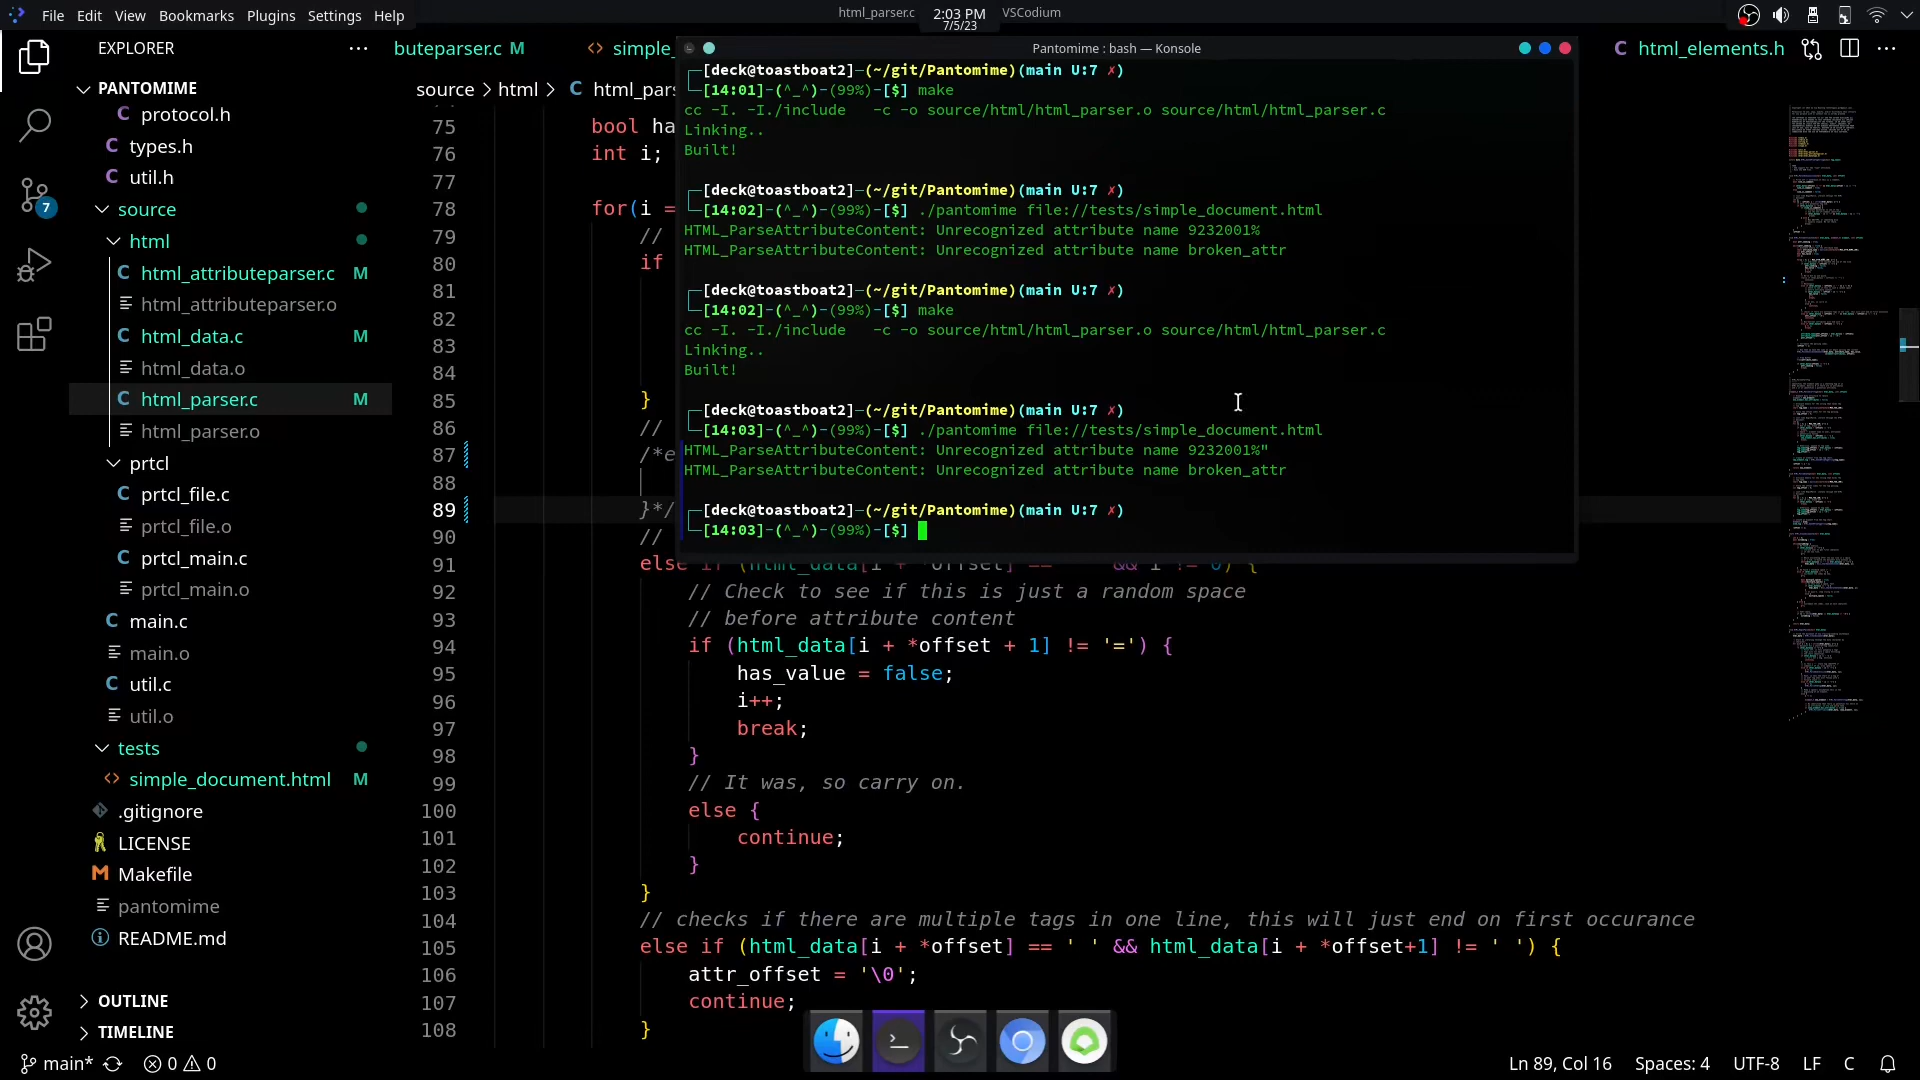 File Edit View Bookmarks Plugins Settings Help
html_parser.c
2:03 PM
7/5/23
VSCodium
EXPLORER
PANTOMIME
protocol.h
types.h
util.h
source
html
html_attributeparser.c M
html_attributeparser.o
html_data.c M
html_data.o
html_parser.c M
html_parser.o
prtcl
prtcl_file.c
prtcl_file.o
prtcl_main.c
prtcl_main.o
main.c
main.o
util.c
util.o
tests
simple_document.html M
.gitignore
LICENSE
Makefile
pantomime
README.md
OUTLINE
TIMELINE
7
buteparser.c M
<> simple_
C html_elements.h
source > html > C html_pars
75 bool ha
76 int i;
77
78 for(i =
79 //
80 if
81
82
83
84
85 }
86 //
87 /*e
88
89 }*/
90 //
91 else if (html_data[i + *offset] == && i != 0) {
92 // Check to see if this is just a random space
93 // before attribute content
94 if (html_data[i + *offset + 1] != '=') {
95 has_value = false;
96 i++;
97 break;
98 }
99 // It was, so carry on.
100 else {
101 continue;
102 }
103 }
104 // checks if there are multiple tags in one line, this will just end on first occurance
105 else if (html_data[i + *offset] == ' ' && html_data[i + *offset+1] != ' ') {
106 attr_offset = '\0';
107 continue;
108 }
Pantomime : bash — Konsole
┌─[deck@toastboat2]─(~/git/Pantomime)(main U:7 ✗)
└─[14:01]-(^_^)-(99%)-[$] make
cc -I. -I./include   -c -o source/html/html_parser.o source/html/html_parser.c
Linking..
Built!
┌─[deck@toastboat2]─(~/git/Pantomime)(main U:7 ✗)
└─[14:02]-(^_^)-(99%)-[$] ./pantomime file://tests/simple_document.html
HTML_ParseAttributeContent: Unrecognized attribute name 9232001%
HTML_ParseAttributeContent: Unrecognized attribute name broken_attr
┌─[deck@toastboat2]─(~/git/Pantomime)(main U:7 ✗)
└─[14:02]-(^_^)-(99%)-[$] make
cc -I. -I./include   -c -o source/html/html_parser.o source/html/html_parser.c
Linking..
Built!
┌─[deck@toastboat2]─(~/git/Pantomime)(main U:7 ✗)
└─[14:03]-(^_^)-(99%)-[$] ./pantomime file://tests/simple_document.html
HTML_ParseAttributeContent: Unrecognized attribute name 9232001%"
HTML_ParseAttributeContent: Unrecognized attribute name broken_attr
┌─[deck@toastboat2]─(~/git/Pantomime)(main U:7 ✗)
└─[14:03]-(^_^)-(99%)-[$]
main* 0 0
Ln 89, Col 16 Spaces: 4 UTF-8 LF C